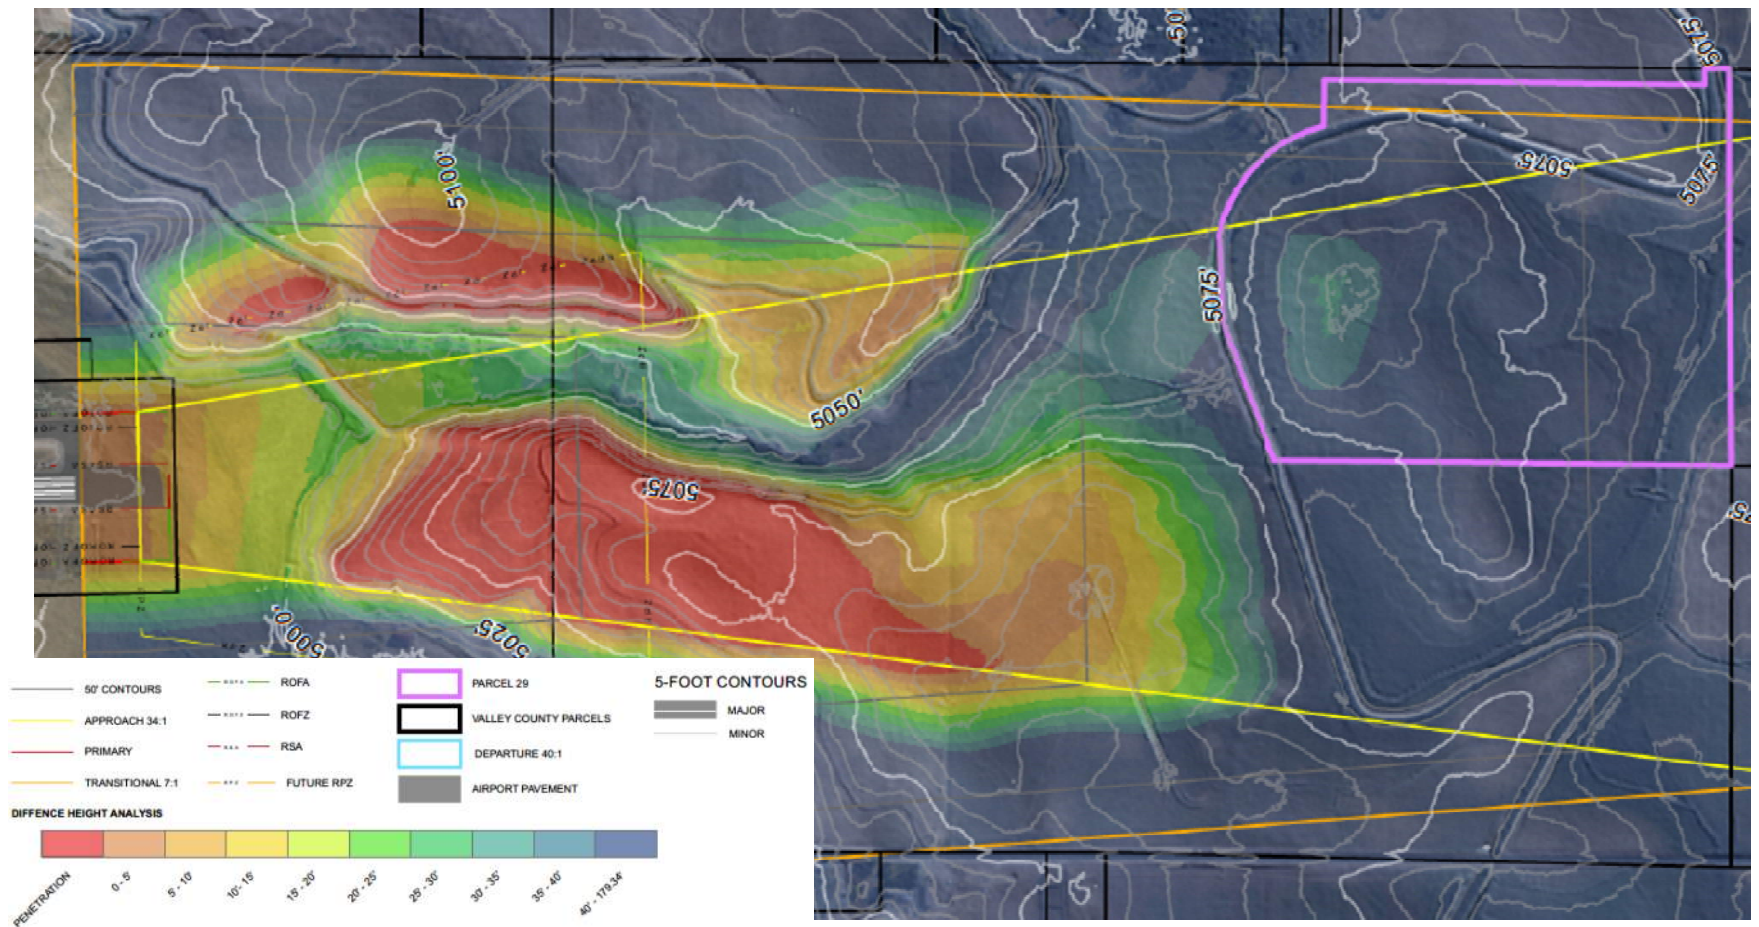 50
5075'
5100'
5075'
5075'
5075'
5050'
5075'
5000'
5025'
50' CONTOURS
APPROACH 34:1
PRIMARY
TRANSITIONAL 7:1
ROFA
ROFZ
RSA
FUTURE RPZ
PARCEL 29
VALLEY COUNTY PARCELS
DEPARTURE 40:1
AIRPORT PAVEMENT
5-FOOT CONTOURS
MAJOR
MINOR
DIFFENCE HEIGHT ANALYSIS
PENETRATION
0 - 5'
5' - 10'
10' - 15'
15' - 20'
20' - 25'
25' - 30'
30' - 35'
35' - 40'
40' - 179.34'